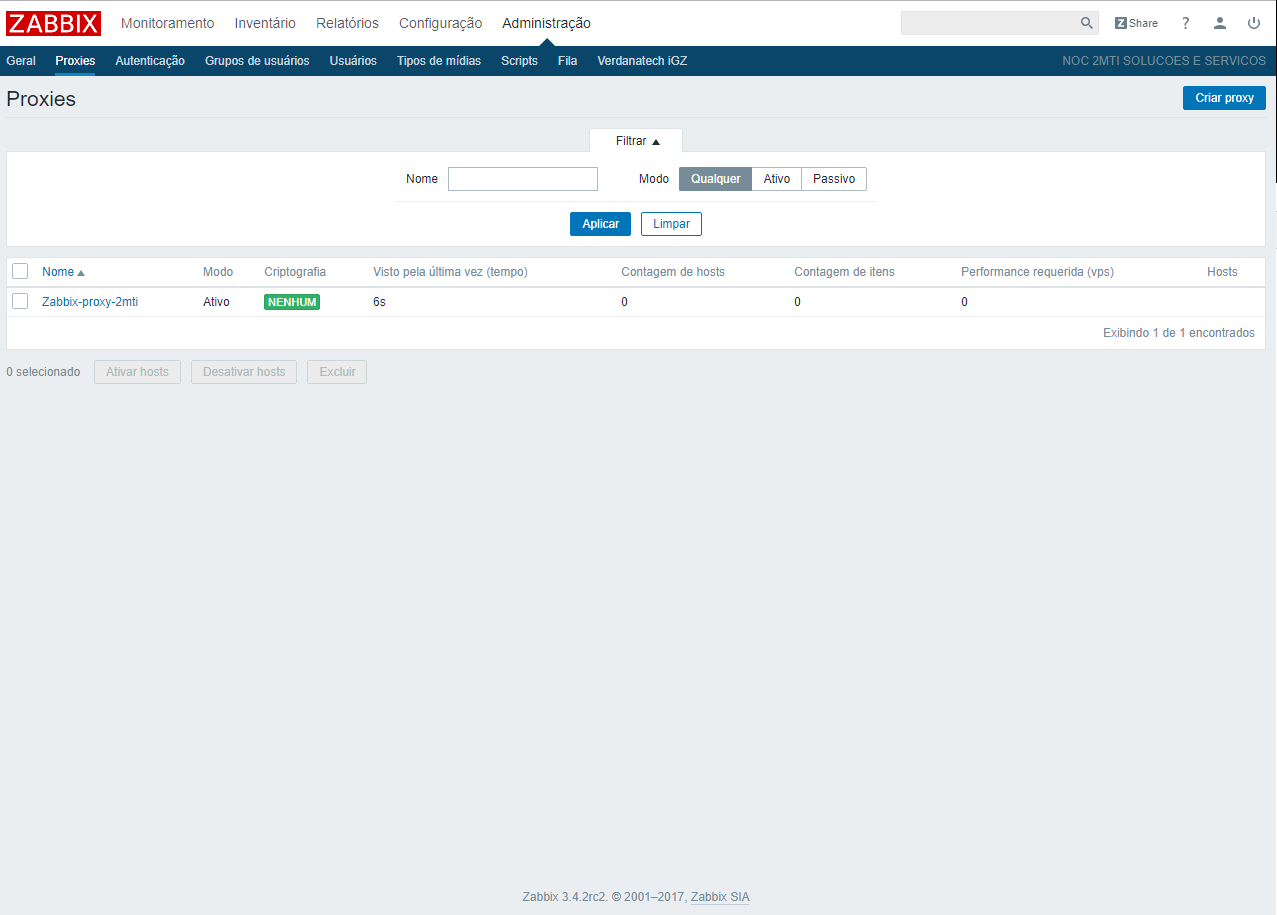 ZABBIX Monitoramento Inventário Relatórios Configuração Administração Z Share ?
Geral Proxies Autenticação Grupos de usuários Usuários Tipos de mídias Scripts Fila Verdanatech iGZ NOC 2MTI SOLUCOES E SERVICOS
Proxies Criar proxy
Filtrar ▲
Nome Modo Qualquer Ativo Passivo
Aplicar Limpar
Nome ▲ Modo Criptografia Visto pela última vez (tempo) Contagem de hosts Contagem de itens Performance requerida (vps) Hosts
Zabbix-proxy-2mti Ativo NENHUM 6s 0 0 0
Exibindo 1 de 1 encontrados
0 selecionado Ativar hosts Desativar hosts Excluir
Zabbix 3.4.2rc2. © 2001–2017, Zabbix SIA